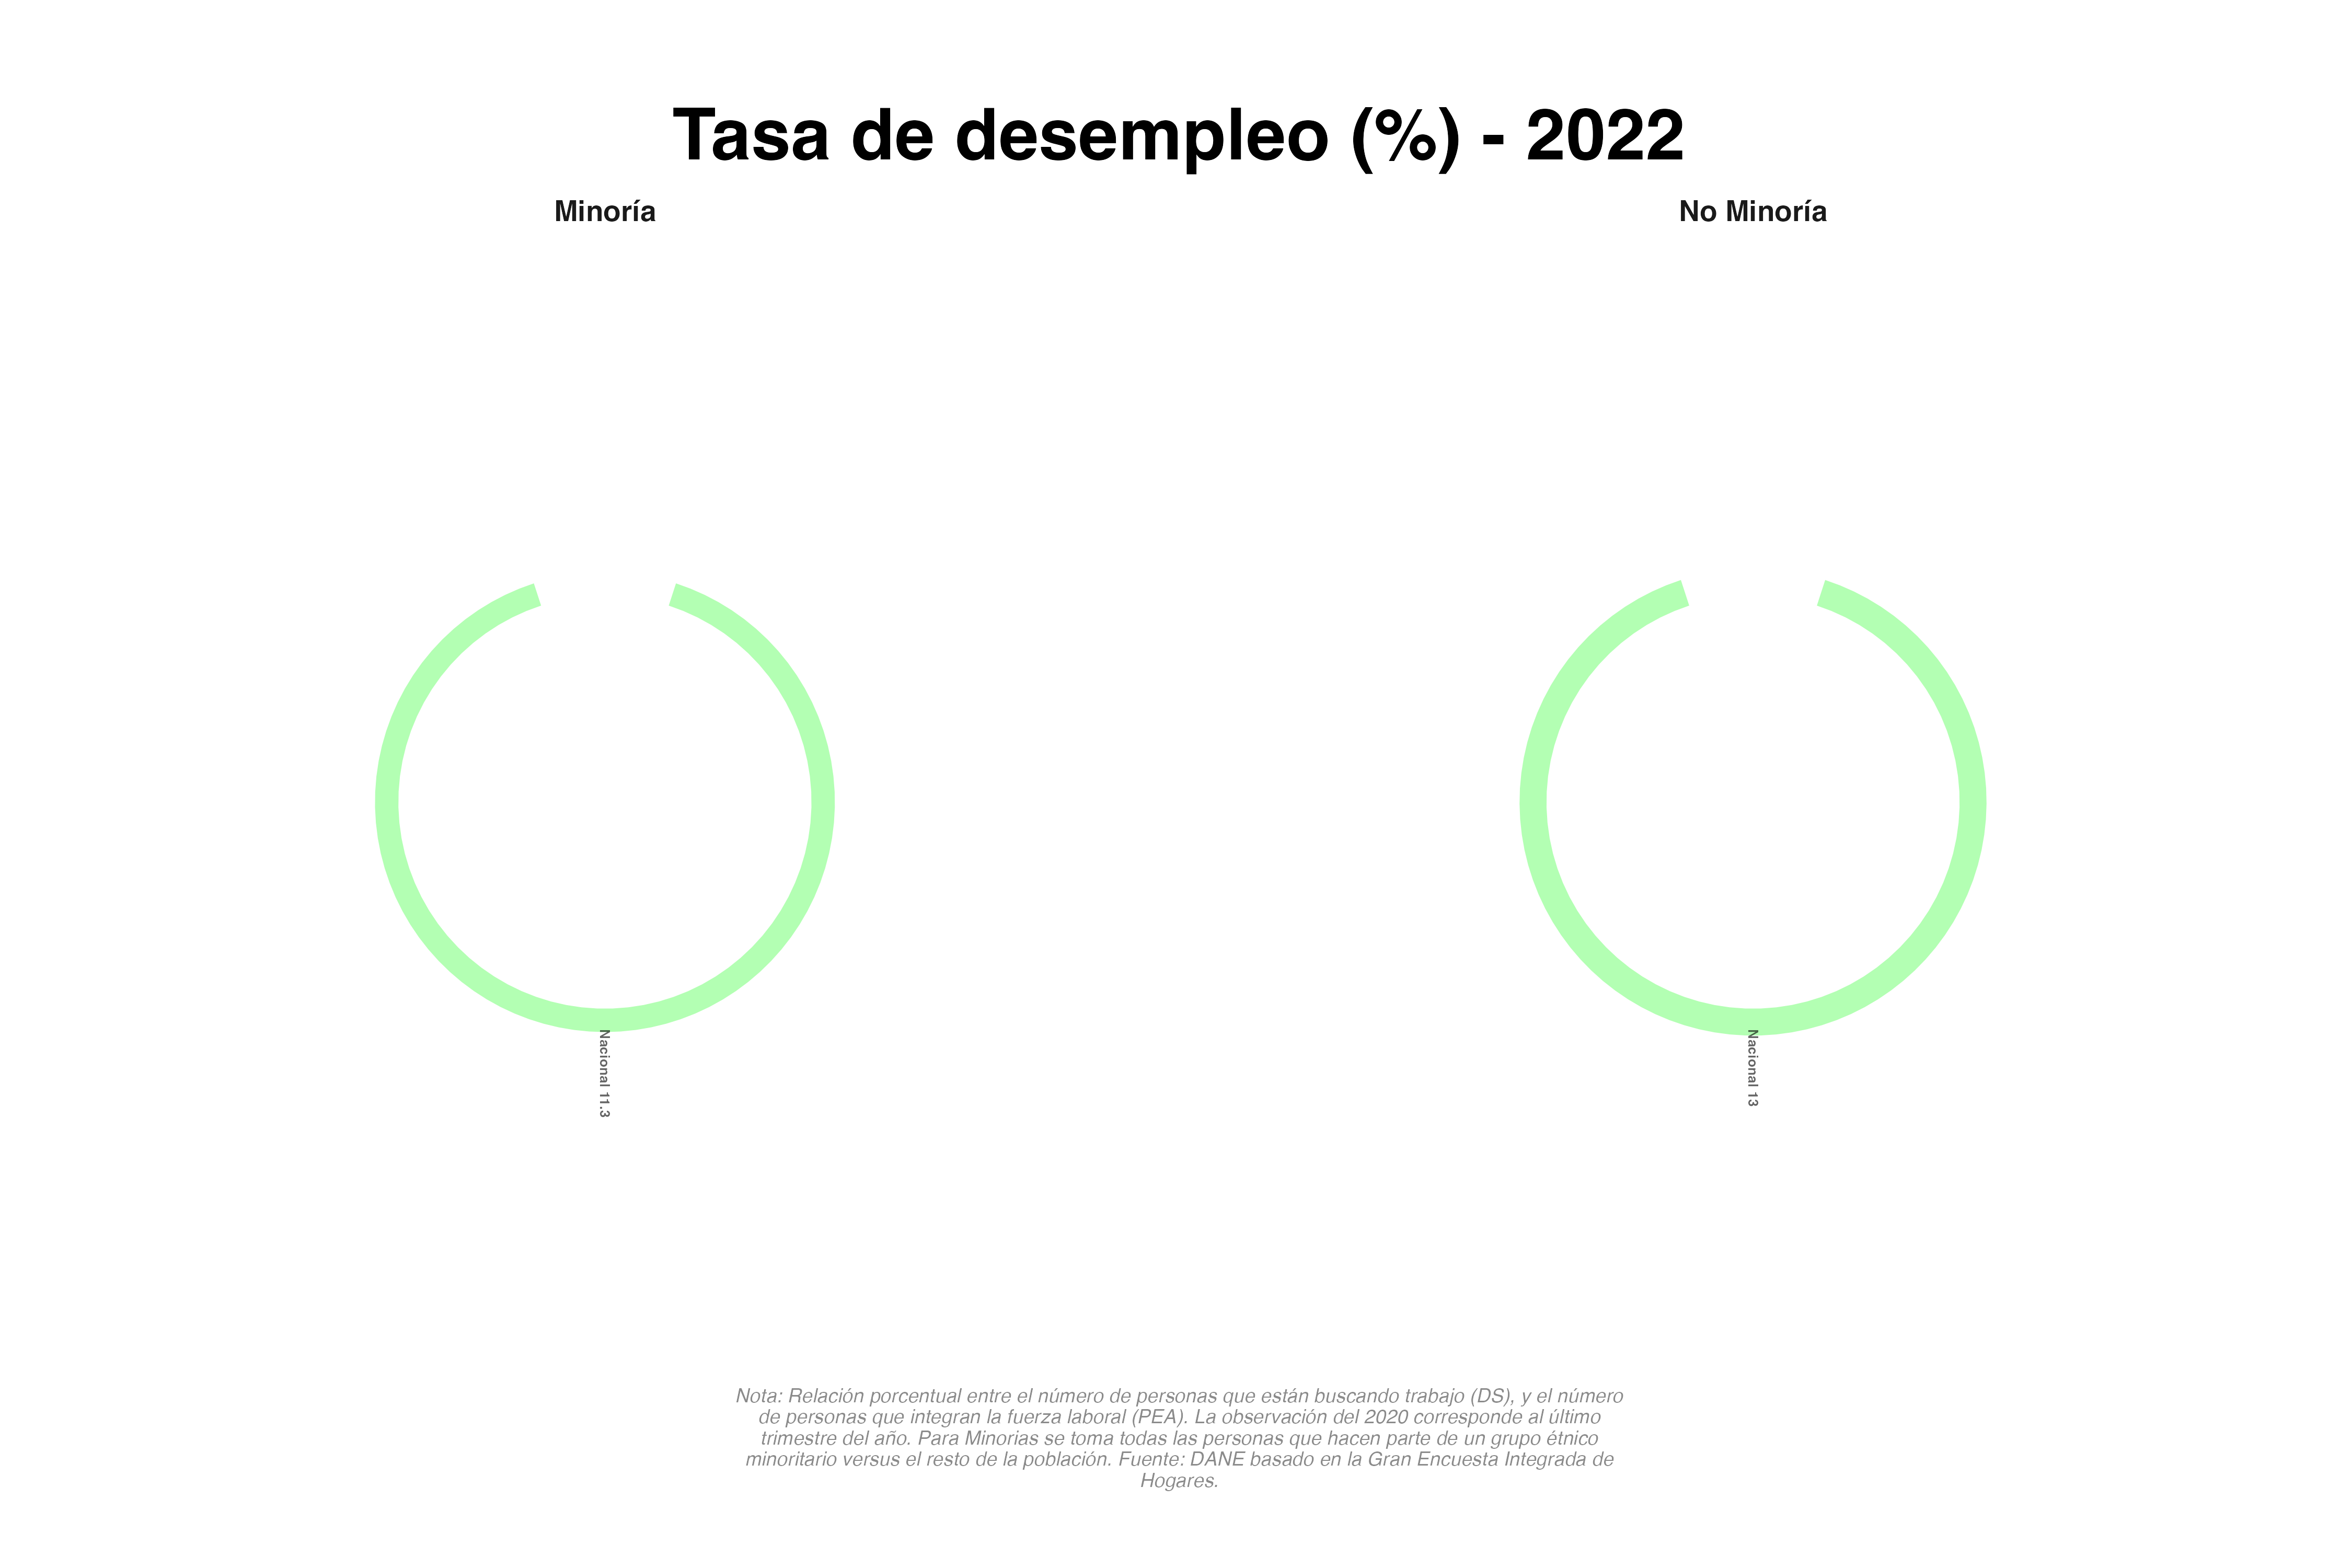 Tasa de desempleo (%) - 2022
Minoría
No Minoría
Nacional 11.3
Nacional 13
Nota: Relación porcentual entre el número de personas que están buscando trabajo (DS), y el número
de personas que integran la fuerza laboral (PEA). La observación del 2020 corresponde al último
trimestre del año. Para Minorias se toma todas las personas que hacen parte de un grupo étnico
minoritario versus el resto de la población. Fuente: DANE basado en la Gran Encuesta Integrada de
Hogares.